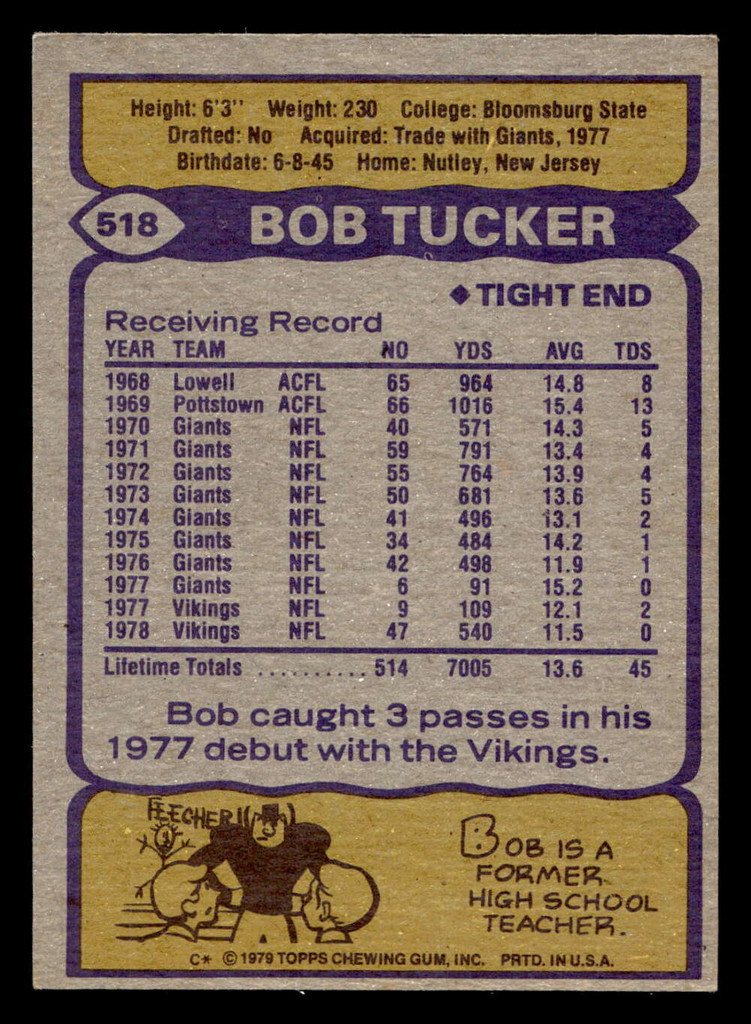 Height: 6'3'' Weight: 230 College: Bloomsburg State
Drafted: No Acquired: Trade with Giants, 1977
Birthdate: 6-8-45 Home: Nutley, New Jersey
518 BOB TUCKER
◆ TIGHT END
Receiving Record
YEAR TEAM NO YDS AVG TDS
1968 Lowell ACFL 65 964 14.8 8
1969 Pottstown ACFL 66 1016 15.4 13
1970 Giants NFL 40 571 14.3 5
1971 Giants NFL 59 791 13.4 4
1972 Giants NFL 55 764 13.9 4
1973 Giants NFL 50 681 13.6 5
1974 Giants NFL 41 496 13.1 2
1975 Giants NFL 34 484 14.2 1
1976 Giants NFL 42 498 11.9 1
1977 Giants NFL 6 91 15.2 0
1977 Vikings NFL 9 109 12.1 2
1978 Vikings NFL 47 540 11.5 0
Lifetime Totals .......... 514 7005 13.6 45
Bob caught 3 passes in his
1977 debut with the Vikings.
FEECHER!
BOB IS A
FORMER
HIGH SCHOOL
TEACHER.
C* © 1979 TOPPS CHEWING GUM, INC. PRTD. IN U.S.A.